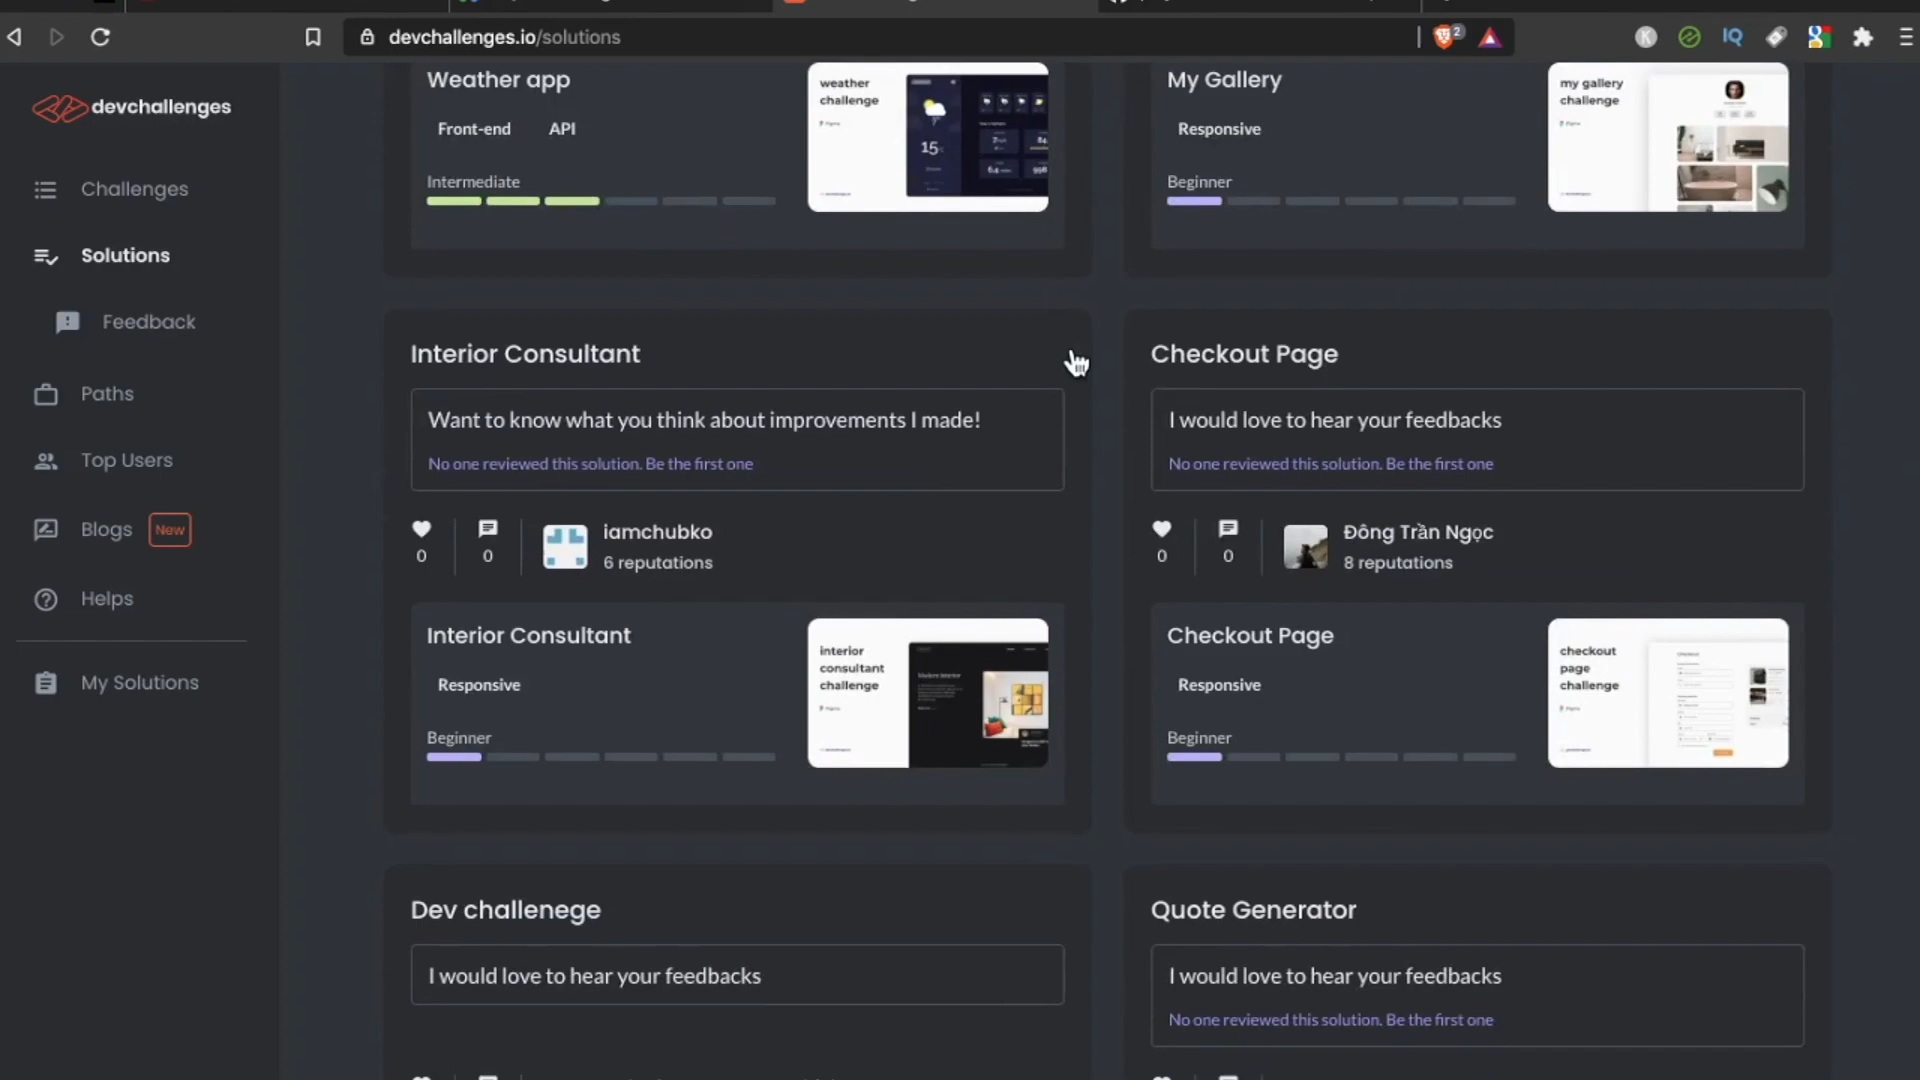 devchallenges.io/solutions
2
K
IQ
devchallenges
Challenges
Solutions
Feedback
Paths
Top Users
Blogs New
Helps
My Solutions
Weather app
Front-end API
Intermediate
weather
challenge
15
My Gallery
Responsive
Beginner
my gallery
challenge
Interior Consultant
Want to know what you think about improvements I made!
No one reviewed this solution. Be the first one
0 0
iamchubko
6 reputations
Interior Consultant
Responsive
Beginner
interior
consultant
challenge
Checkout Page
I would love to hear your feedbacks
No one reviewed this solution. Be the first one
0 0
Đông Trần Ngọc
8 reputations
Checkout Page
Responsive
Beginner
checkout
page
challenge
Dev challenege
I would love to hear your feedbacks
Quote Generator
I would love to hear your feedbacks
No one reviewed this solution. Be the first one